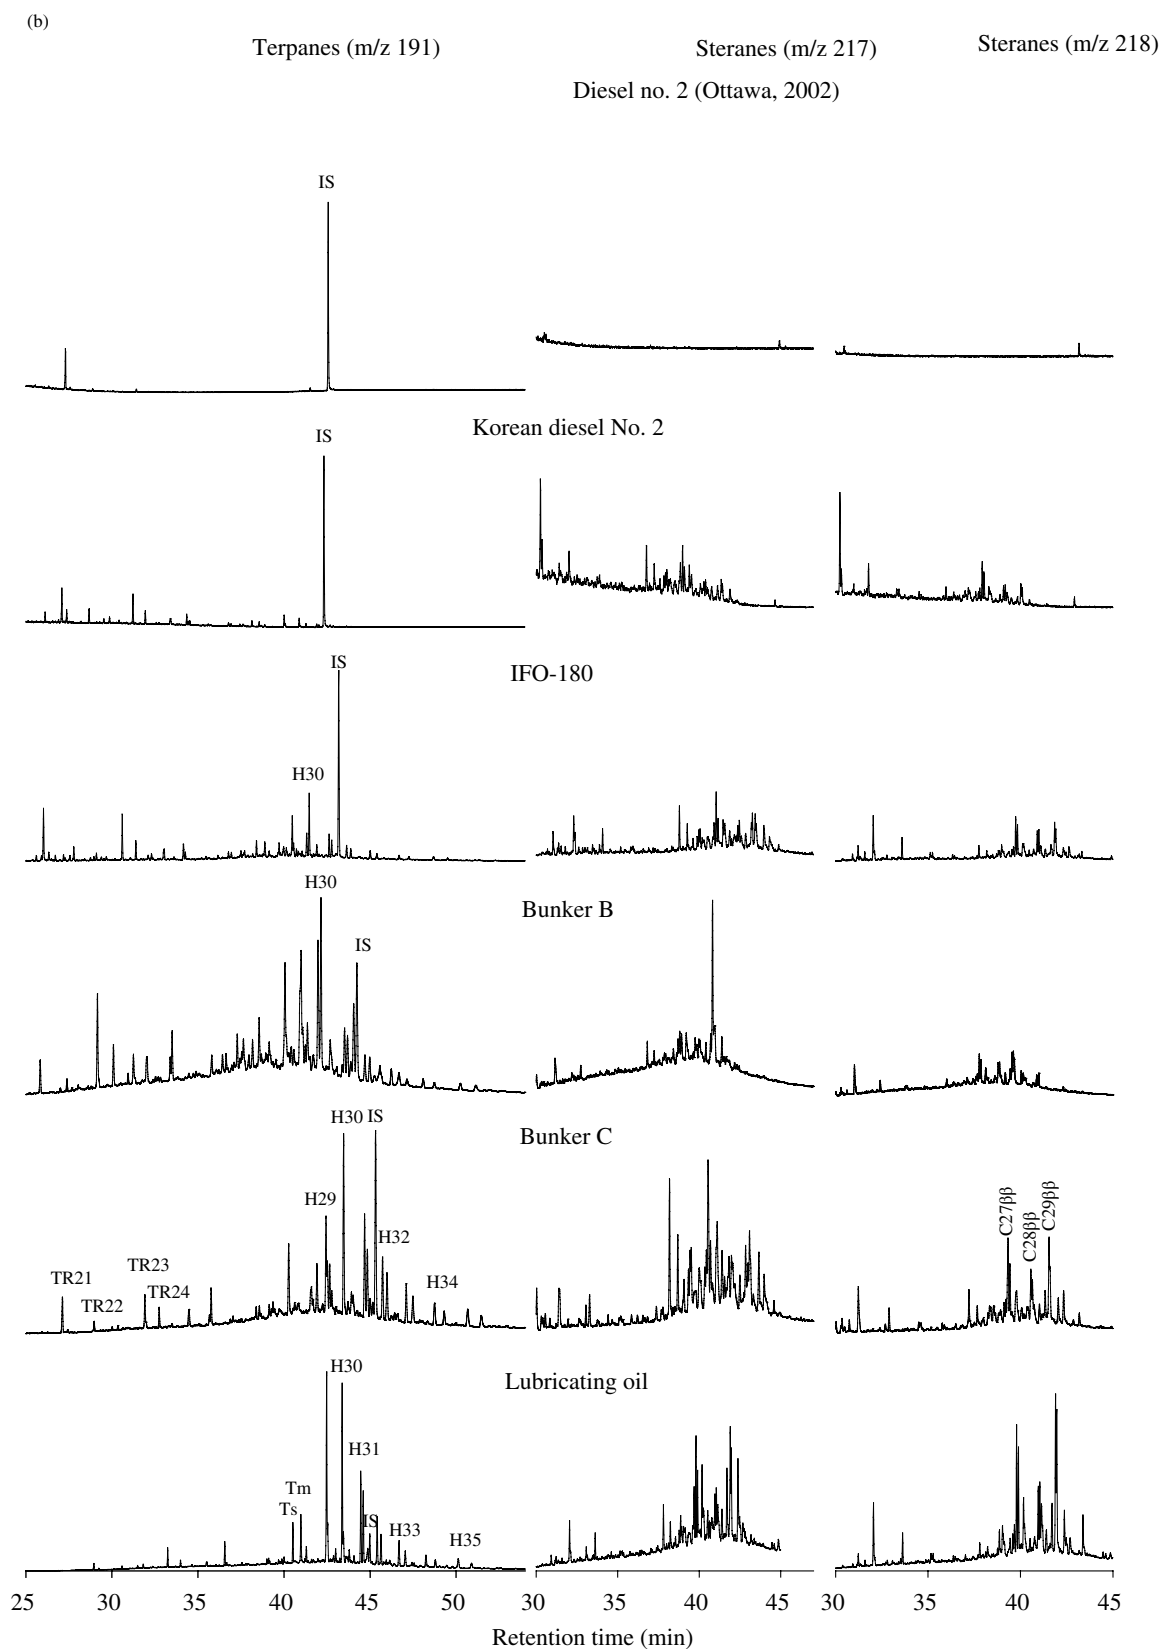 (b)
Terpanes (m/z 191)
Steranes (m/z 217)
Steranes (m/z 218)
Diesel no. 2 (Ottawa, 2002)
IS
Korean diesel No. 2
IS
IFO-180
IS
H30
Bunker B
H30
IS
Bunker C
H30
IS
H29
H32
TR21
TR22
TR23
TR24
H34
C27ββ
C28ββ
C29ββ
Lubricating oil
H30
H31
Tm
Ts
IS
H33
H35
25 30 35 40 45 50 30 40 45 30 35 40 45
Retention time (min)